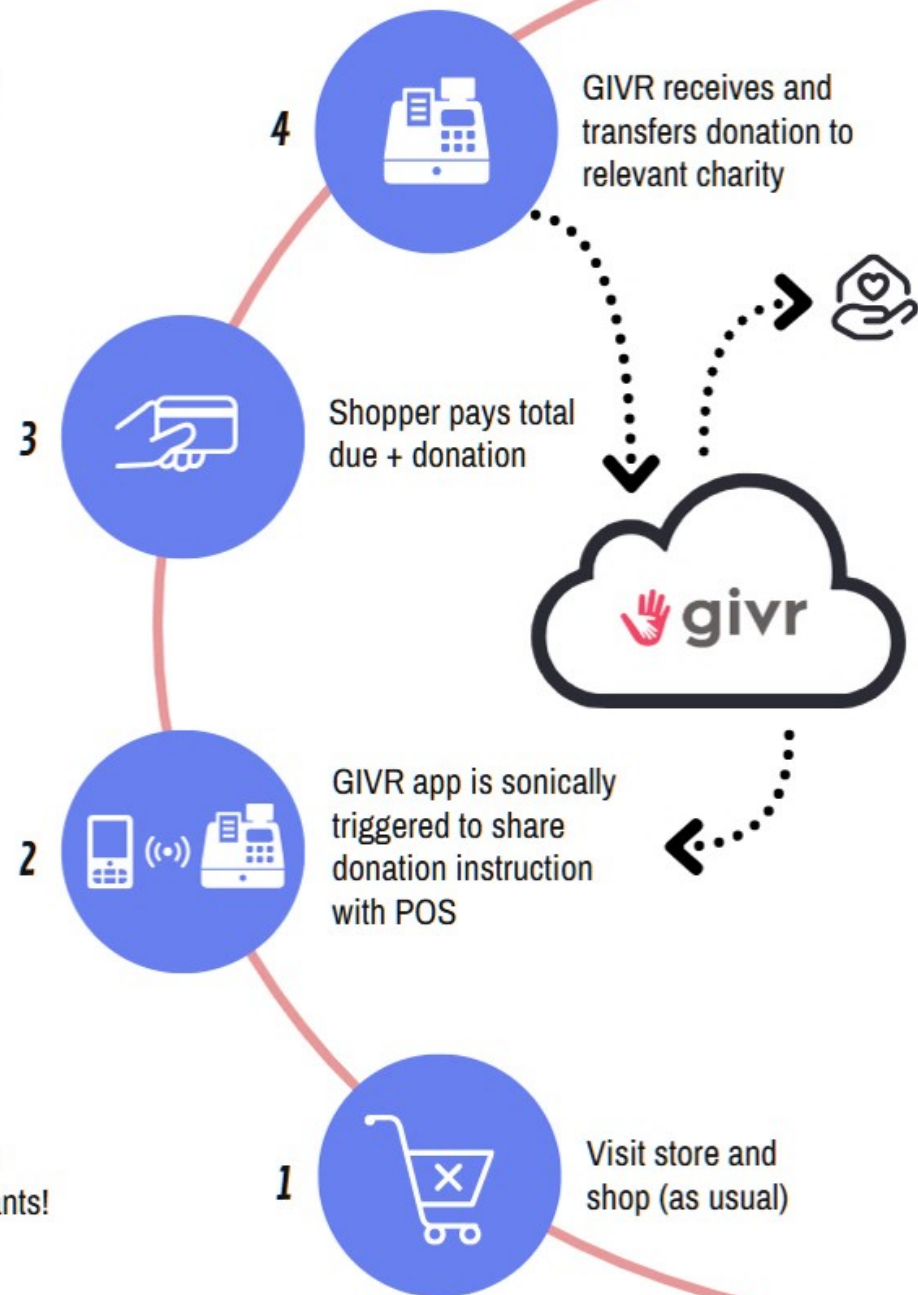 4
GIVR receives and
transfers donation to
relevant charity
3
Shopper pays total
due + donation
givr
2
GIVR app is sonically
triggered to share
donation instruction
with POS
1
Visit store and
shop (as usual)